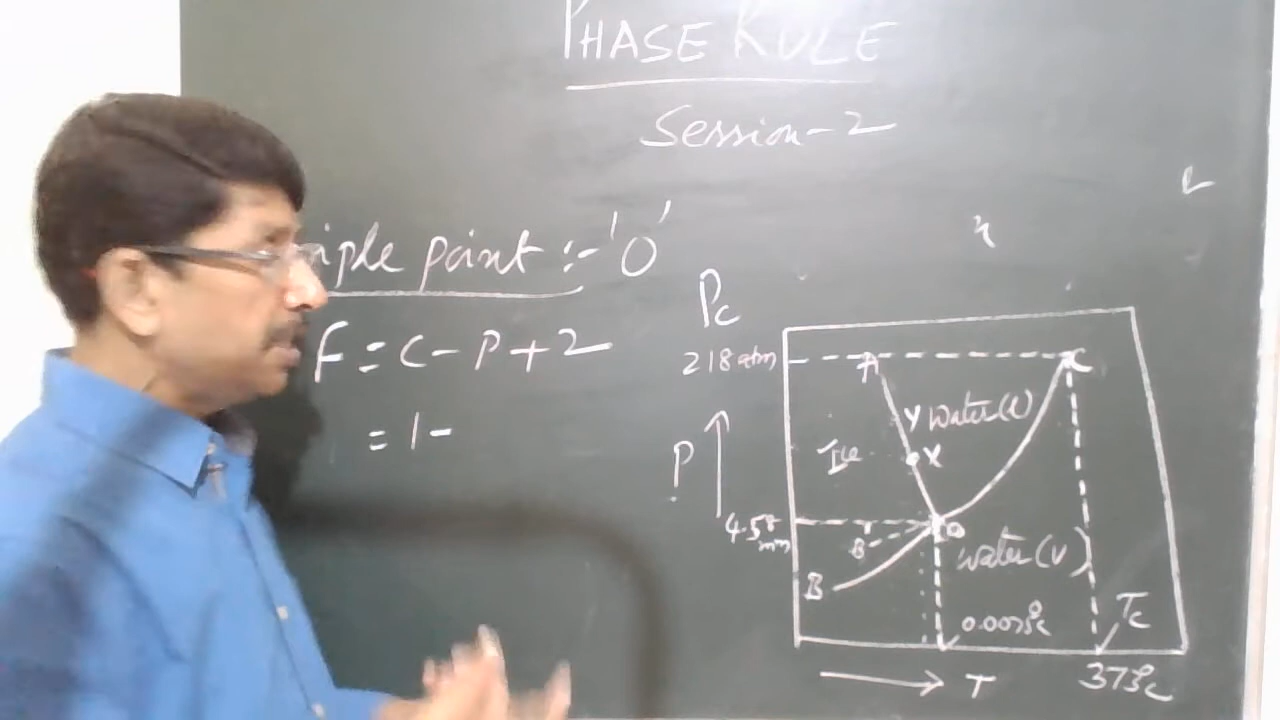 PHASE RULE
Session-2
iple point :- 'O'
F = C - P + 2
= 1 -
Pc
218 atm
A
C
Y Water(l)
Ice
X
P
4.58
mm
B'
O
water(v)
B
0.0075°C
Tc
T